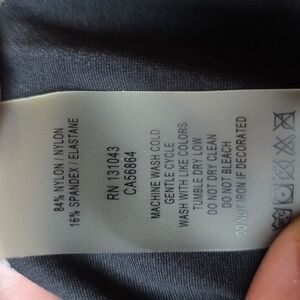 84% NYLON / NYLON
16% SPANDEX / ELASTANE
RN 131043
CA56864
MACHINE WASH COLD
GENTLE CYCLE
WASH WITH LIKE COLORS
TUMBLE DRY LOW
DO NOT DRY CLEAN
DO NOT BLEACH
DO NOT IRON IF DECORATED